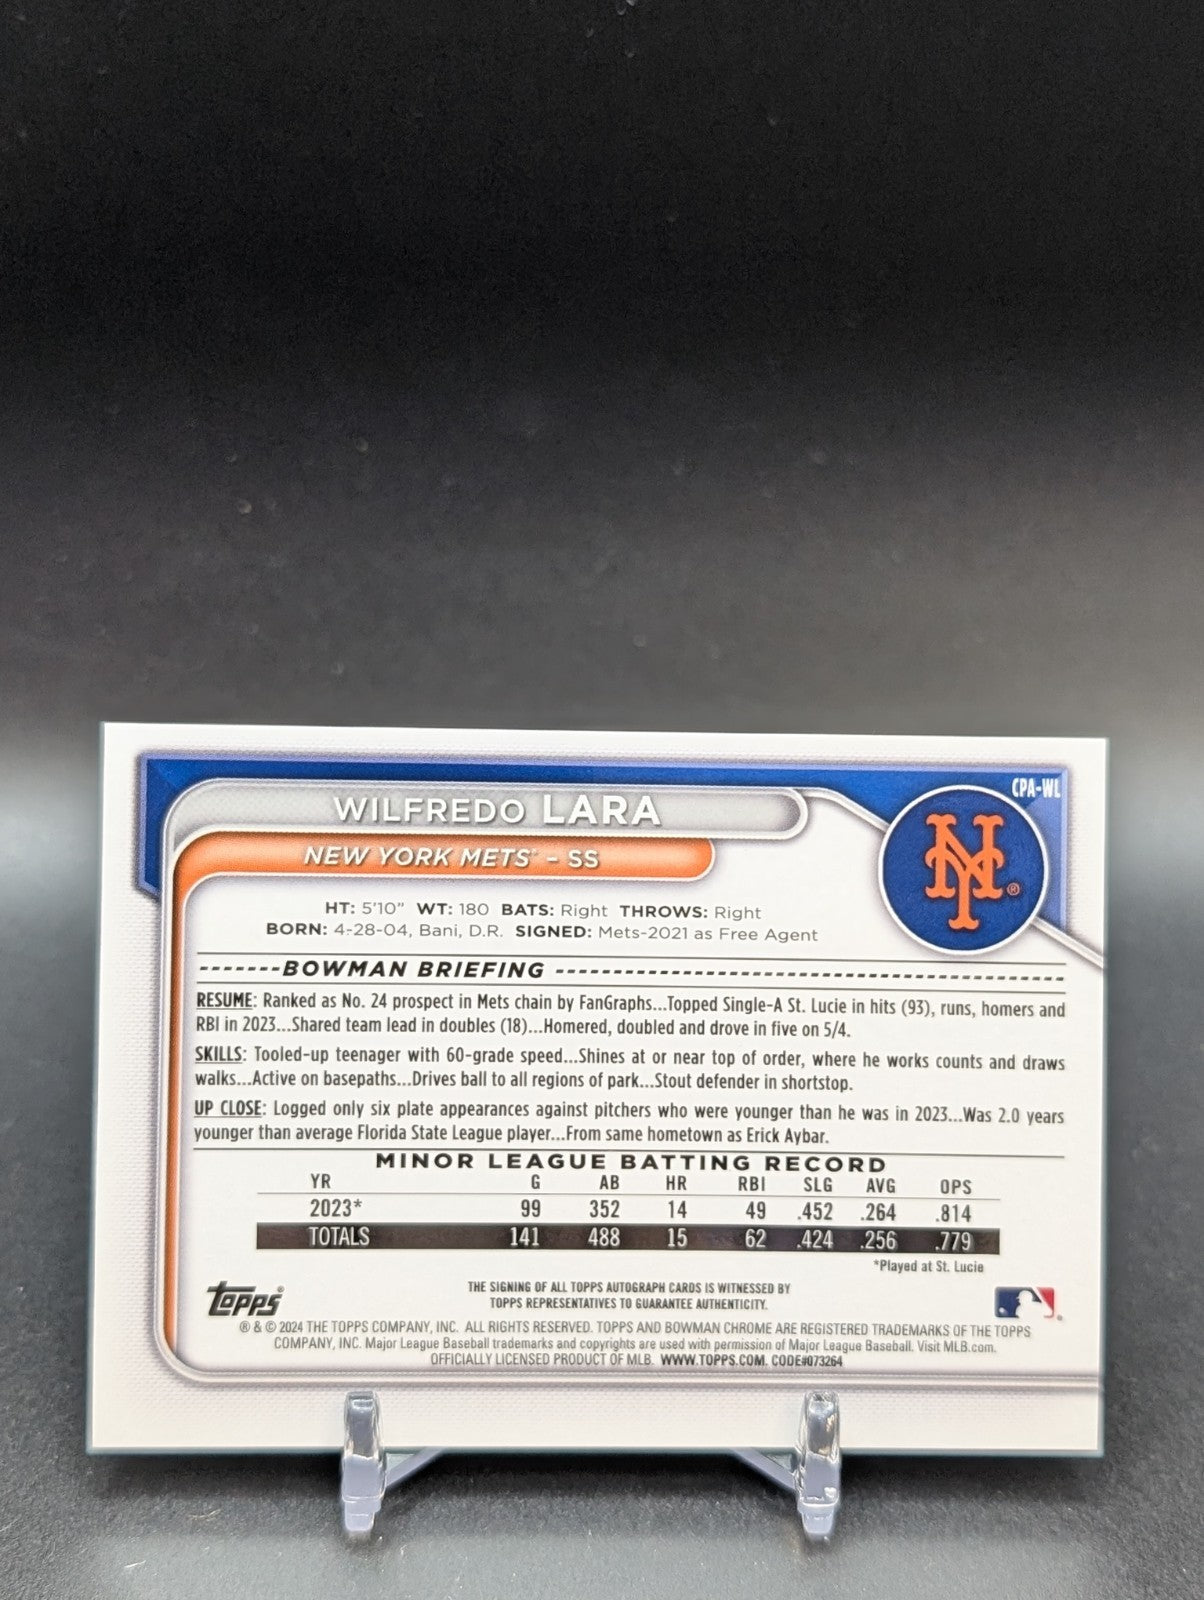 CPA-WL
WILFREDO LARA
NEW YORK METS™ – SS
NY®
HT: 5'10" WT: 180 BATS: Right THROWS: Right
BORN: 4-28-04, Bani, D.R. SIGNED: Mets-2021 as Free Agent
BOWMAN BRIEFING
RESUME: Ranked as No. 24 prospect in Mets chain by FanGraphs...Topped Single-A St. Lucie in hits (93), runs, homers and
RBI in 2023...Shared team lead in doubles (18)...Homered, doubled and drove in five on 5/4.
SKILLS: Tooled-up teenager with 60-grade speed...Shines at or near top of order, where he works counts and draws
walks...Active on basepaths...Drives ball to all regions of park...Stout defender in shortstop.
UP CLOSE: Logged only six plate appearances against pitchers who were younger than he was in 2023...Was 2.0 years
younger than average Florida State League player...From same hometown as Erick Aybar.
MINOR LEAGUE BATTING RECORD
YR G AB HR RBI SLG AVG OPS
2023* 99 352 14 49 .452 .264 .814
TOTALS 141 488 15 62 .424 .256 .779
*Played at St. Lucie
Topps®
THE SIGNING OF ALL TOPPS AUTOGRAPH CARDS IS WITNESSED BY
TOPPS REPRESENTATIVES TO GUARANTEE AUTHENTICITY.
® & © 2024 THE TOPPS COMPANY, INC. ALL RIGHTS RESERVED. TOPPS AND BOWMAN CHROME ARE REGISTERED TRADEMARKS OF THE TOPPS
COMPANY, INC. Major League Baseball trademarks and copyrights are used with permission of Major League Baseball. Visit MLB.com.
OFFICIALLY LICENSED PRODUCT OF MLB. WWW.TOPPS.COM. CODE#073264